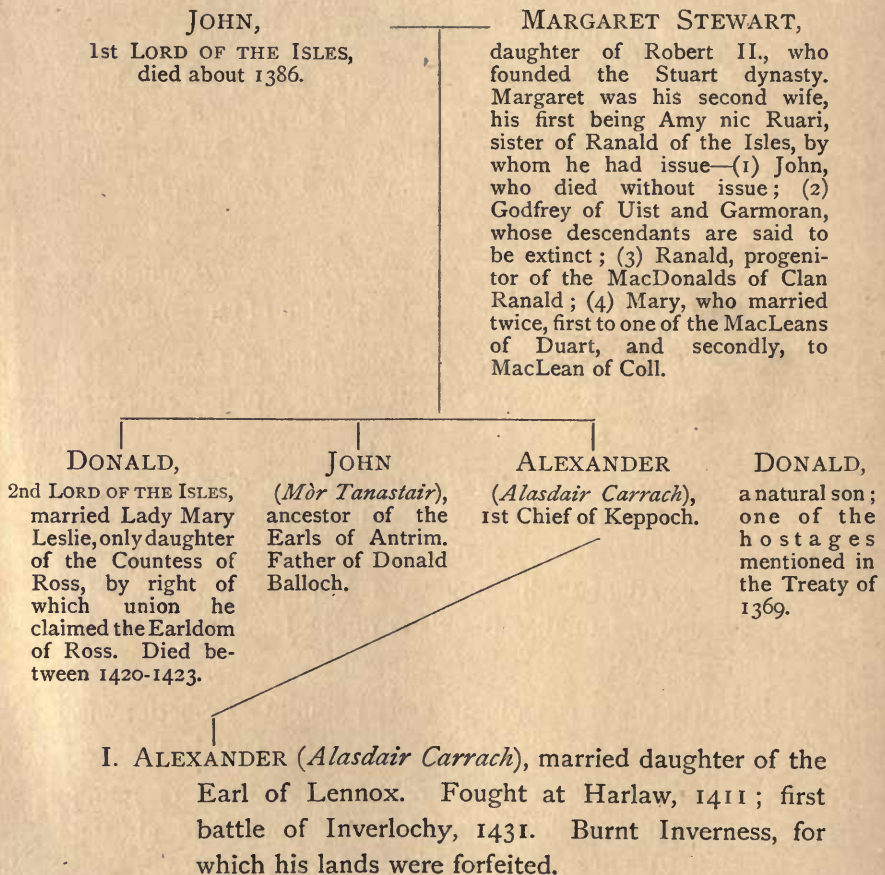 JOHN,
1st LORD OF THE ISLES,
died about 1386.
MARGARET STEWART,
daughter of Robert II., who
founded the Stuart dynasty.
Margaret was his second wife,
his first being Amy nic Ruari,
sister of Ranald of the Isles, by
whom he had issue—(1) John,
who died without issue; (2)
Godfrey of Uist and Garmoran,
whose descendants are said to
be extinct; (3) Ranald, progeni-
tor of the MacDonalds of Clan
Ranald; (4) Mary, who married
twice, first to one of the MacLeans
of Duart, and secondly, to
MacLean of Coll.
DONALD,
2nd LORD OF THE ISLES,
married Lady Mary
Leslie, only daughter
of the Countess of
Ross, by right of
which union he
claimed the Earldom
of Ross. Died be-
tween 1420-1423.
JOHN
(Mòr Tanastair),
ancestor of the
Earls of Antrim.
Father of Donald
Balloch.
ALEXANDER
(Alasdair Carrach),
1st Chief of Keppoch.
DONALD,
a natural son;
one of the
hostages
mentioned in
the Treaty of
1369.
I. ALEXANDER (Alasdair Carrach), married daughter of the
Earl of Lennox. Fought at Harlaw, 1411; first
battle of Inverlochy, 1431. Burnt Inverness, for
which his lands were forfeited.